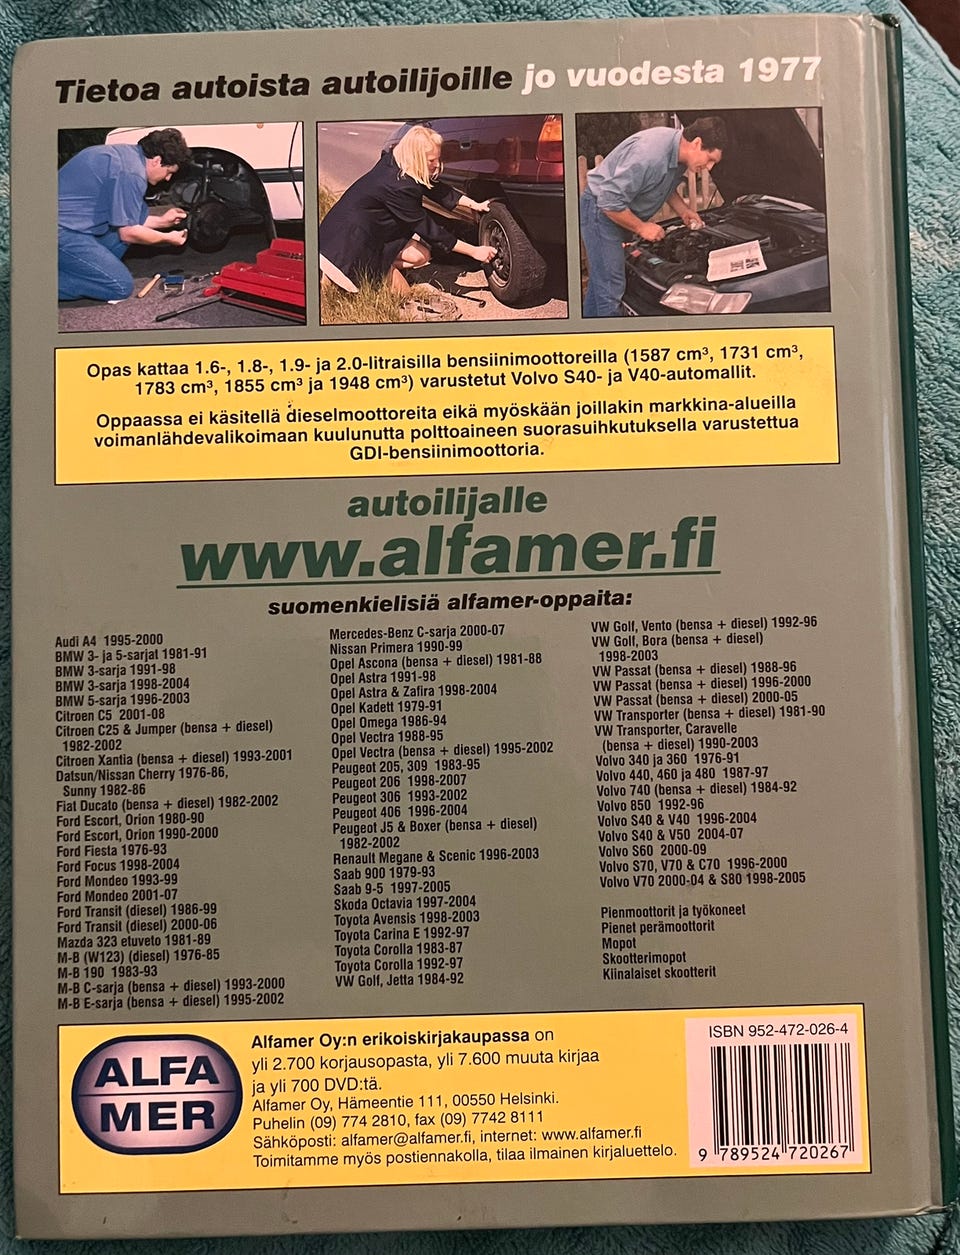 Tietoa autoista autoilijoille jo vuodesta 1977
Opas kattaa 1.6-, 1.8-, 1.9- ja 2.0-litraisilla bensiinimoottoreilla (1587 cm³, 1731 cm³,
1783 cm³, 1855 cm³ ja 1948 cm³) varustetut Volvo S40- ja V40-automallit.
Oppaassa ei käsitellä dieselmoottoreita eikä myöskään joillakin markkina-alueilla
voimanlähdevalikoimaan kuulunutta polttoaineen suorasuihkutuksella varustettua
GDI-bensiinimoottoria.
autoilijalle
www.alfamer.fi
suomenkielisiä alfamer-oppaita:
Audi A4 1995-2000
BMW 3- ja 5-sarjat 1981-91
BMW 3-sarja 1991-98
BMW 3-sarja 1998-2004
BMW 5-sarja 1996-2003
Citroen C5 2001-08
Citroen C25 & Jumper (bensa + diesel)
1982-2002
Citroen Xantia (bensa + diesel) 1993-2001
Datsun/Nissan Cherry 1976-86,
Sunny 1982-86
Fiat Ducato (bensa + diesel) 1982-2002
Ford Escort, Orion 1980-90
Ford Escort, Orion 1990-2000
Ford Fiesta 1976-93
Ford Focus 1998-2004
Ford Mondeo 1993-99
Ford Mondeo 2001-07
Ford Transit (diesel) 1986-99
Ford Transit (diesel) 2000-06
Mazda 323 etuveto 1981-89
M-B (W123) (diesel) 1976-85
M-B 190 1983-93
M-B C-sarja (bensa + diesel) 1993-2000
M-B E-sarja (bensa + diesel) 1995-2002
Mercedes-Benz C-sarja 2000-07
Nissan Primera 1990-99
Opel Ascona (bensa + diesel) 1981-88
Opel Astra 1991-98
Opel Astra & Zafira 1998-2004
Opel Kadett 1979-91
Opel Omega 1986-94
Opel Vectra 1988-95
Opel Vectra (bensa + diesel) 1995-2002
Peugeot 205, 309 1983-95
Peugeot 206 1998-2007
Peugeot 306 1993-2002
Peugeot 406 1996-2004
Peugeot J5 & Boxer (bensa + diesel)
1982-2002
Renault Megane & Scenic 1996-2003
Saab 900 1979-93
Saab 9-5 1997-2005
Skoda Octavia 1997-2004
Toyota Avensis 1998-2003
Toyota Carina E 1992-97
Toyota Corolla 1983-87
Toyota Corolla 1992-97
VW Golf, Jetta 1984-92
VW Golf, Vento (bensa + diesel) 1992-96
VW Golf, Bora (bensa + diesel)
1998-2003
VW Passat (bensa + diesel) 1988-96
VW Passat (bensa + diesel) 1996-2000
VW Passat (bensa + diesel) 2000-05
VW Transporter (bensa + diesel) 1981-90
VW Transporter, Caravelle
(bensa + diesel) 1990-2003
Volvo 340 ja 360 1976-91
Volvo 440, 460 ja 480 1987-97
Volvo 740 (bensa + diesel) 1984-92
Volvo 850 1992-96
Volvo S40 & V40 1996-2004
Volvo S40 & V50 2004-07
Volvo S60 2000-09
Volvo S70, V70 & C70 1996-2000
Volvo V70 2000-04 & S80 1998-2005
Pienmoottorit ja työkoneet
Pienet perämoottorit
Mopot
Skootterimopot
Kiinalaiset skootterit
ALFA
MER
Alfamer Oy:n erikoiskirjakaupassa on
yli 2.700 korjausopasta, yli 7.600 muuta kirjaa
ja yli 700 DVD:tä.
Alfamer Oy, Hämeentie 111, 00550 Helsinki.
Puhelin (09) 774 2810, fax (09) 7742 8111
Sähköposti: alfamer@alfamer.fi, internet: www.alfamer.fi
Toimitamme myös postiennakolla, tilaa ilmainen kirjaluettelo.
ISBN 952-472-026-4
9 789524 720267